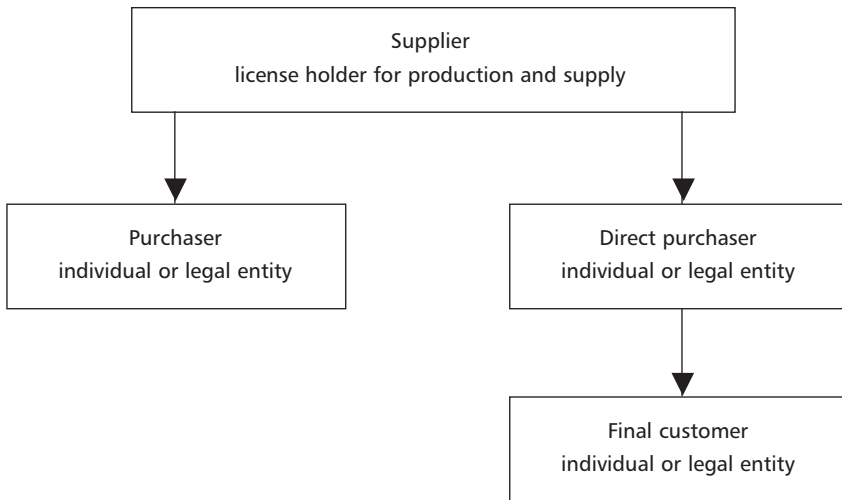 Supplier
license holder for production and supply
Purchaser
individual or legal entity
Direct purchaser
individual or legal entity
Final customer
individual or legal entity